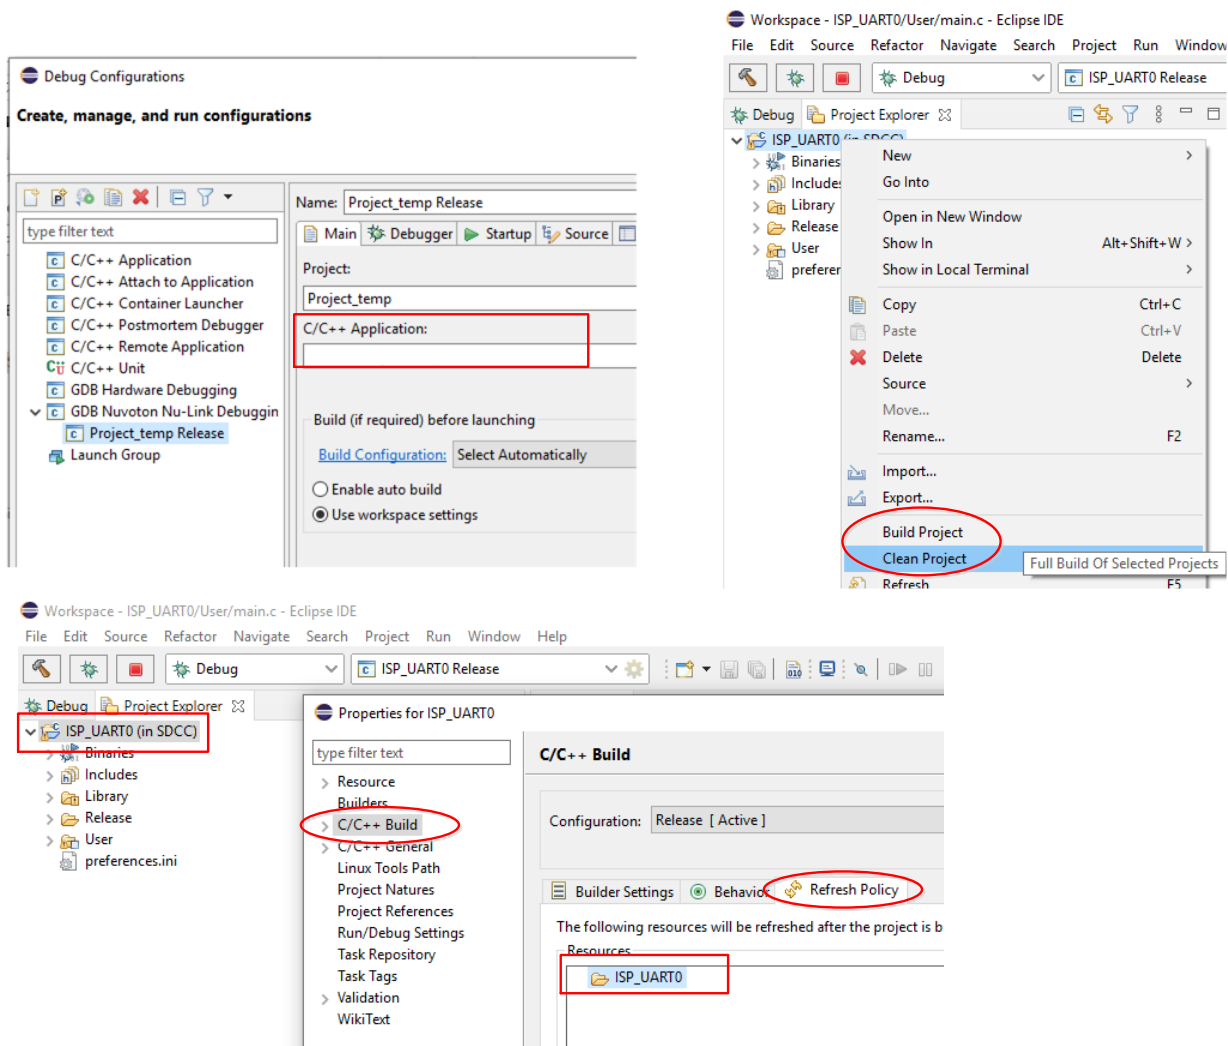 Debug Configurations
Create, manage, and run configurations
type filter text
C/C++ Application
C/C++ Attach to Application
C/C++ Container Launcher
C/C++ Postmortem Debugger
C/C++ Remote Application
C/C++ Unit
GDB Hardware Debugging
GDB Nuvoton Nu-Link Debuggin
Project_temp Release
Launch Group
Name: Project_temp Release
Main Debugger Startup Source
Project:
Project_temp
C/C++ Application:
Build (if required) before launching
Build Configuration: Select Automatically
Enable auto build
Use workspace settings
Workspace - ISP_UART0/User/main.c - Eclipse IDE
File Edit Source Refactor Navigate Search Project Run Window
Debug ISP_UART0 Release
Debug Project Explorer
ISP_UART0 (in SDCC)
Binaries
Includes
Library
Release
User
prefer
New
Go Into
Open in New Window
Show In Alt+Shift+W >
Show in Local Terminal
Copy Ctrl+C
Paste Ctrl+V
Delete Delete
Source
Move...
Rename... F2
Import...
Export...
Build Project
Clean Project
Full Build Of Selected Projects
Refresh F5
Workspace - ISP_UART0/User/main.c - Eclipse IDE
File Edit Source Refactor Navigate Search Project Run Window Help
Debug ISP_UART0 Release
Debug Project Explorer
ISP_UART0 (in SDCC)
Binaries
Includes
Library
Release
User
preferences.ini
Properties for ISP_UART0
type filter text
Resource
Builders
C/C++ Build
C/C++ General
Linux Tools Path
Project Natures
Project References
Run/Debug Settings
Task Repository
Task Tags
Validation
WikiText
C/C++ Build
Configuration: Release [ Active ]
Builder Settings Behavior Refresh Policy
The following resources will be refreshed after the project is b
Resources
ISP_UART0